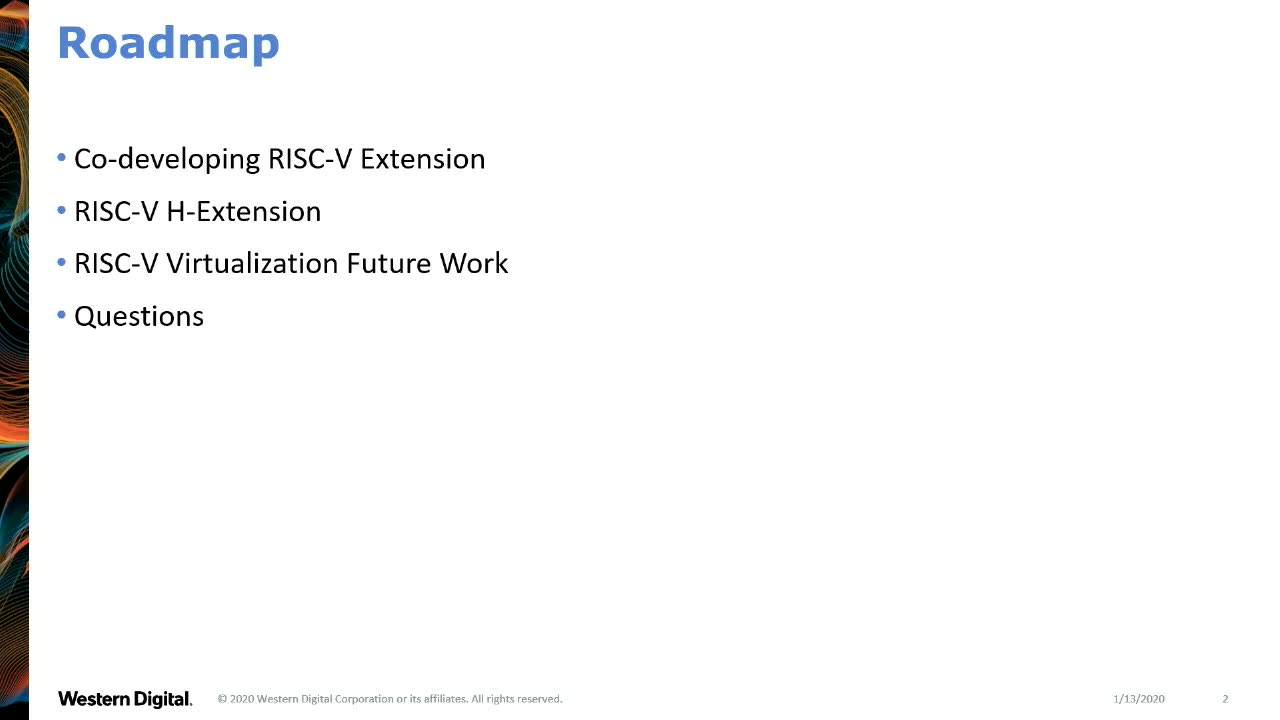 Roadmap
• Co-developing RISC-V Extension
• RISC-V H-Extension
• RISC-V Virtualization Future Work
• Questions
Western Digital. © 2020 Western Digital Corporation or its affiliates. All rights reserved. 1/13/2020 2